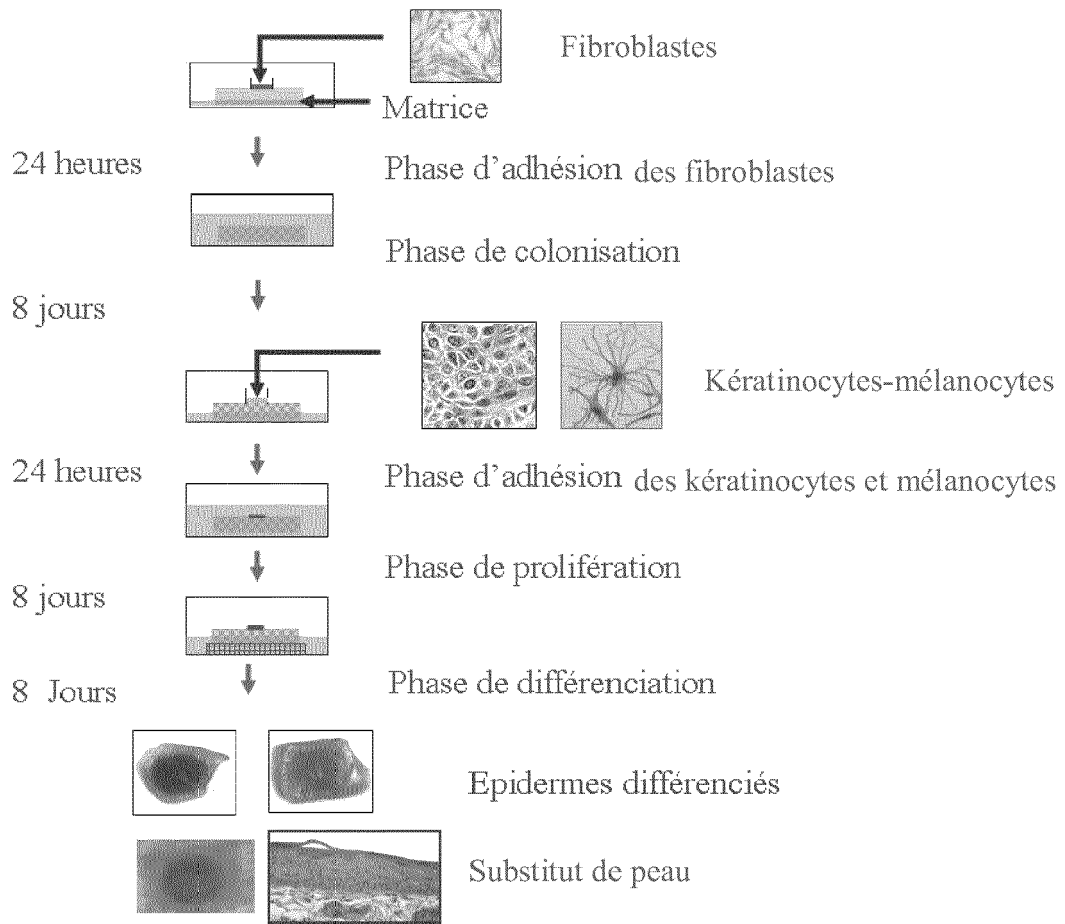 Fibroblastes
Matrice
24 heures
Phase d'adhésion des fibroblastes
Phase de colonisation
8 jours
Kératinocytes-mélanocytes
24 heures
Phase d'adhésion des kératinocytes et mélanocytes
Phase de prolifération
8 jours
8 Jours
Phase de différenciation
Epidermes différenciés
Substitut de peau